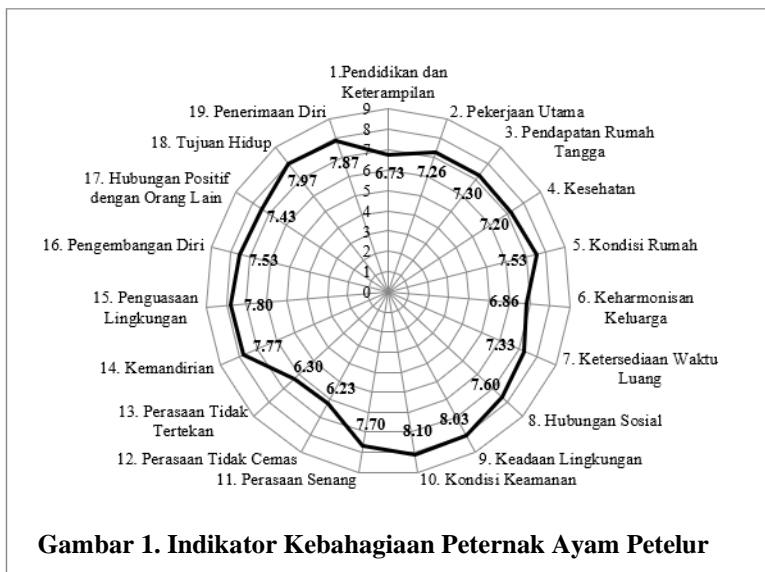 1.Pendidikan dan
Keterampilan
2. Pekerjaan Utama
3. Pendapatan Rumah
Tangga
4. Kesehatan
5. Kondisi Rumah
6. Keharmonisan
Keluarga
7. Ketersediaan Waktu
Luang
8. Hubungan Sosial
9. Keadaan Lingkungan
10. Kondisi Keamanan
11. Perasaan Senang
12. Perasaan Tidak Cemas
13. Perasaan Tidak
Tertekan
14. Kemandirian
15. Penguasaan
Lingkungan
16. Pengembangan Diri
17. Hubungan Positif
dengan Orang Lain
18. Tujuan Hidup
19. Penerimaan Diri
9
8
7
6
5
4
3
2
1
0
6.73
7.26
7.30
7.20
7.53
6.86
7.33
7.60
8.03
8.10
7.70
6.23
6.30
7.77
7.80
7.53
7.43
7.97
7.87
Gambar 1. Indikator Kebahagiaan Peternak Ayam Petelur